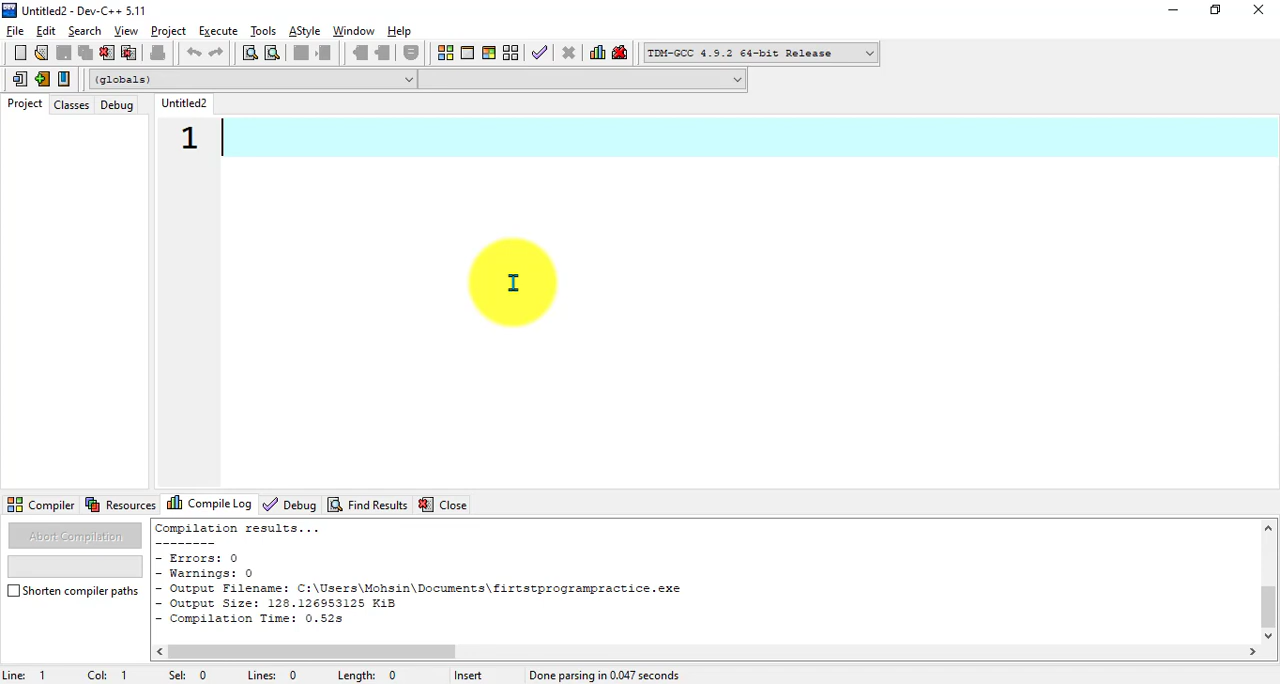 Untitled2 - Dev-C++ 5.11
File Edit Search View Project Execute Tools AStyle Window Help
TDM-GCC 4.9.2 64-bit Release
(globals)
Project Classes Debug Untitled2
1
Compiler Resources Compile Log Debug Find Results Close
Abort Compilation
Shorten compiler paths
Compilation results...
--------
- Errors: 0
- Warnings: 0
- Output Filename: C:\Users\Mohsin\Documents\firtstprogrampractice.exe
- Output Size: 128.126953125 KiB
- Compilation Time: 0.52s
Line: 1 Col: 1 Sel: 0 Lines: 0 Length: 0 Insert Done parsing in 0.047 seconds